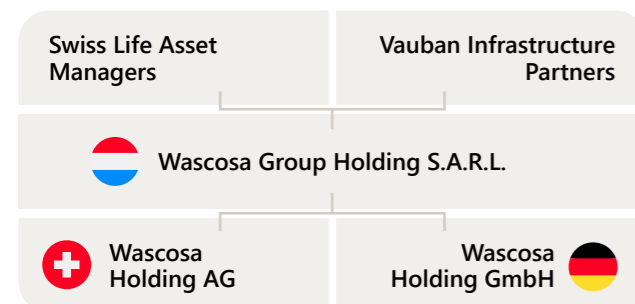 Swiss Life Asset
Managers
Vauban Infrastructure
Partners
Wascosa Group Holding S.A.R.L.
Wascosa
Holding AG
Wascosa
Holding GmbH